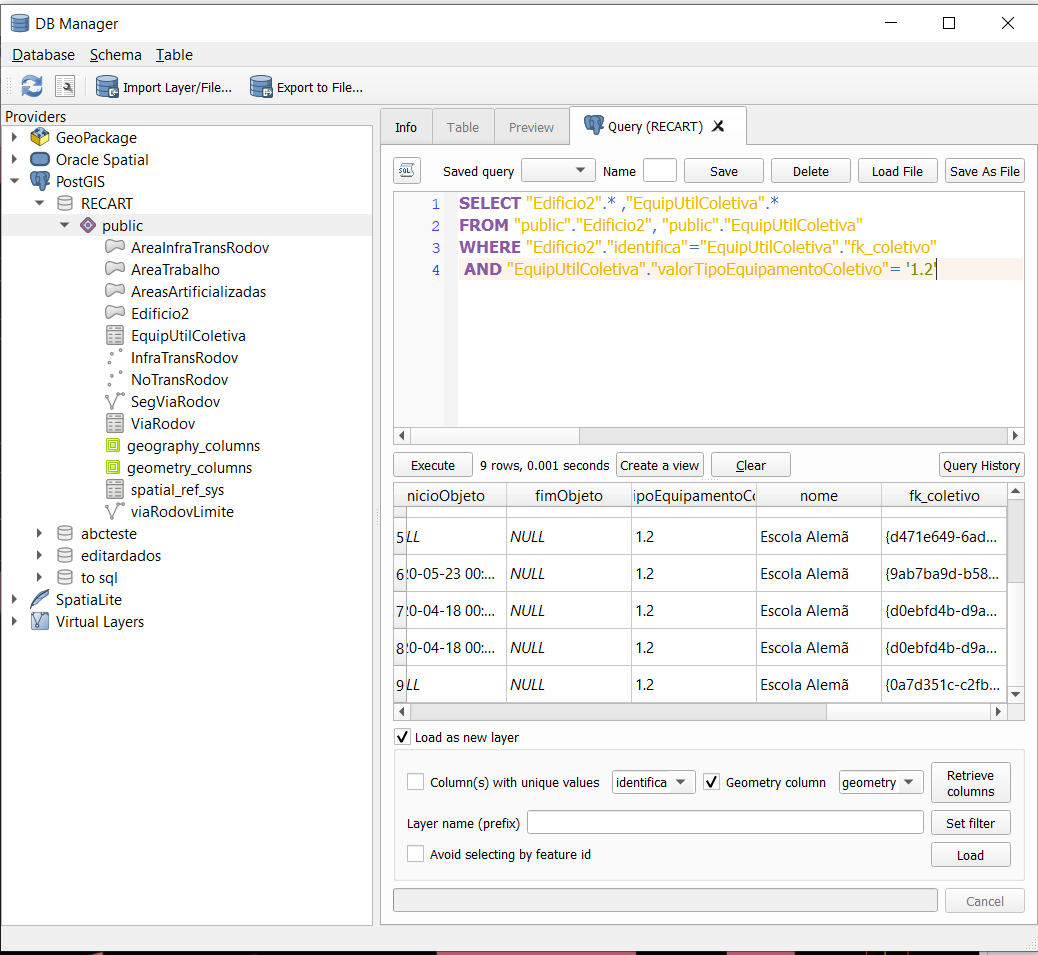 DB Manager
Database Schema Table
Import Layer/File... Export to File...
Providers
GeoPackage
Oracle Spatial
PostGIS
RECART
public
AreaInfraTransRodov
AreaTrabalho
AreasArtificializadas
Edificio2
EquipUtilColetiva
InfraTransRodov
NoTransRodov
SegViaRodov
ViaRodov
geography_columns
geometry_columns
spatial_ref_sys
viaRodovLimite
abcteste
editardados
to sql
SpatiaLite
Virtual Layers
Info Table Preview Query (RECART) X
SQL Saved query Name Save Delete Load File Save As File
1 SELECT "Edificio2".* ,"EquipUtilColetiva".*
2 FROM "public"."Edificio2", "public"."EquipUtilColetiva"
3 WHERE "Edificio2"."identifica"="EquipUtilColetiva"."fk_coletivo"
4 AND "EquipUtilColetiva"."valorTipoEquipamentoColetivo"= '1.2'
Execute 9 rows, 0.001 seconds Create a view Clear Query History
nicioObjeto fimObjeto ipoEquipamentoCo nome fk_coletivo
5 LL NULL 1.2 Escola Alemã {d471e649-6ad...
6 20-05-23 00:... NULL 1.2 Escola Alemã {9ab7ba9d-b58...
7 20-04-18 00:... NULL 1.2 Escola Alemã {d0ebfd4b-d9a...
8 20-04-18 00:... NULL 1.2 Escola Alemã {d0ebfd4b-d9a...
9 LL NULL 1.2 Escola Alemã {0a7d351c-c2fb...
Load as new layer
Column(s) with unique values identifica Geometry column geometry Retrieve columns
Layer name (prefix) Set filter
Avoid selecting by feature id Load
Cancel